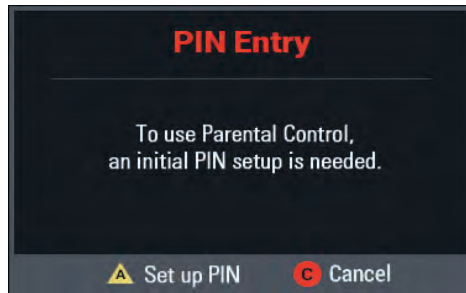 PIN Entry
To use Parental Control,
an initial PIN setup is needed.
A Set up PIN C Cancel